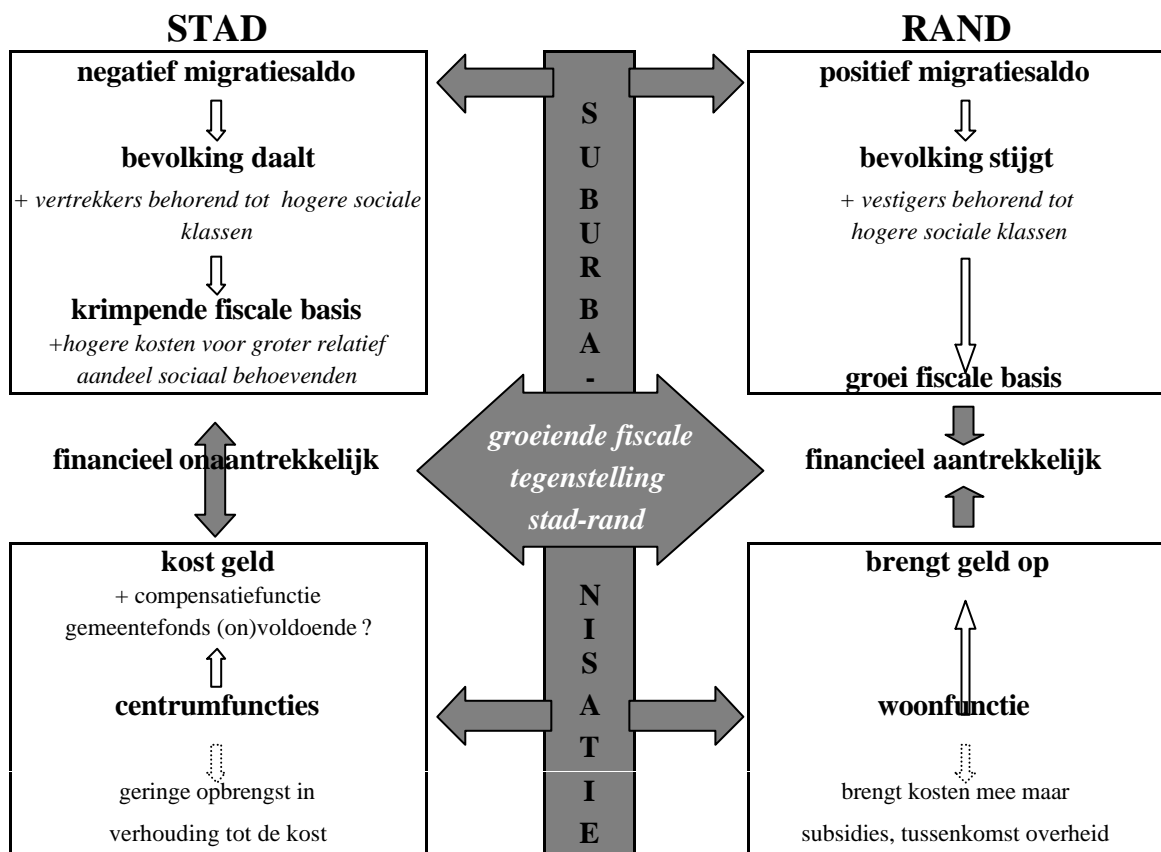 STAD
negatief migratiesaldo
bevolking daalt
+ vertrekkers behorend tot hogere sociale
klassen
krimpende fiscale basis
+hogere kosten voor groter relatief
aandeel sociaal behoevenden
financieel onaantrekkelijk
kost geld
+ compensatiefunctie
gemeentefonds (on)voldoende ?
centrumfuncties
geringe opbrengst in
verhouding tot de kost
S
U
B
U
R
B
A
-
groeiende fiscale
tegenstelling
stad-rand
N
I
S
A
T
I
E
RAND
positief migratiesaldo
bevolking stijgt
+ vestigers behorend tot
hogere sociale klassen
groei fiscale basis
financieel aantrekkelijk
brengt geld op
woonfunctie
brengt kosten mee maar
subsidies, tussenkomst overheid